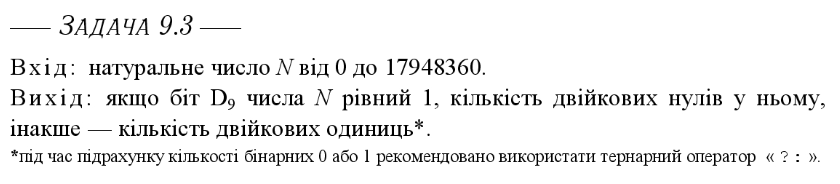 — ЗАДАЧА 9.3 —
Вхід: натуральне число N від 0 до 17948360.
Вихід: якщо біт D₉ числа N рівний 1, кількість двійкових нулів у ньому,
інакше — кількість двійкових одиниць*.
*під час підрахунку кількості бінарних 0 або 1 рекомендовано використати тернарний оператор « ? : ».